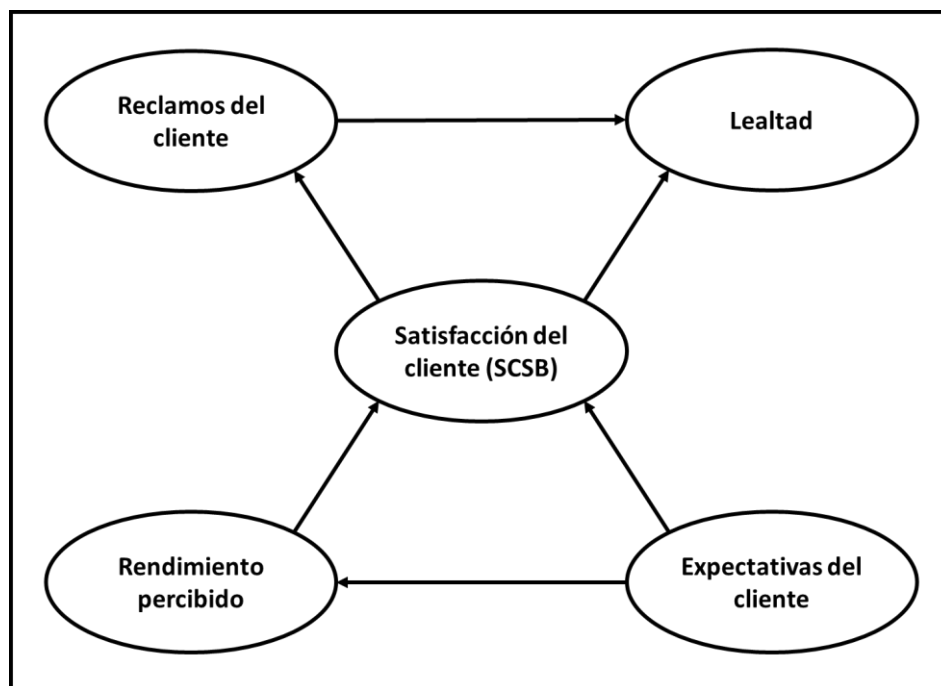 Reclamos del
cliente
Lealtad
Satisfacción del
cliente (SCSB)
Rendimiento
percibido
Expectativas del
cliente